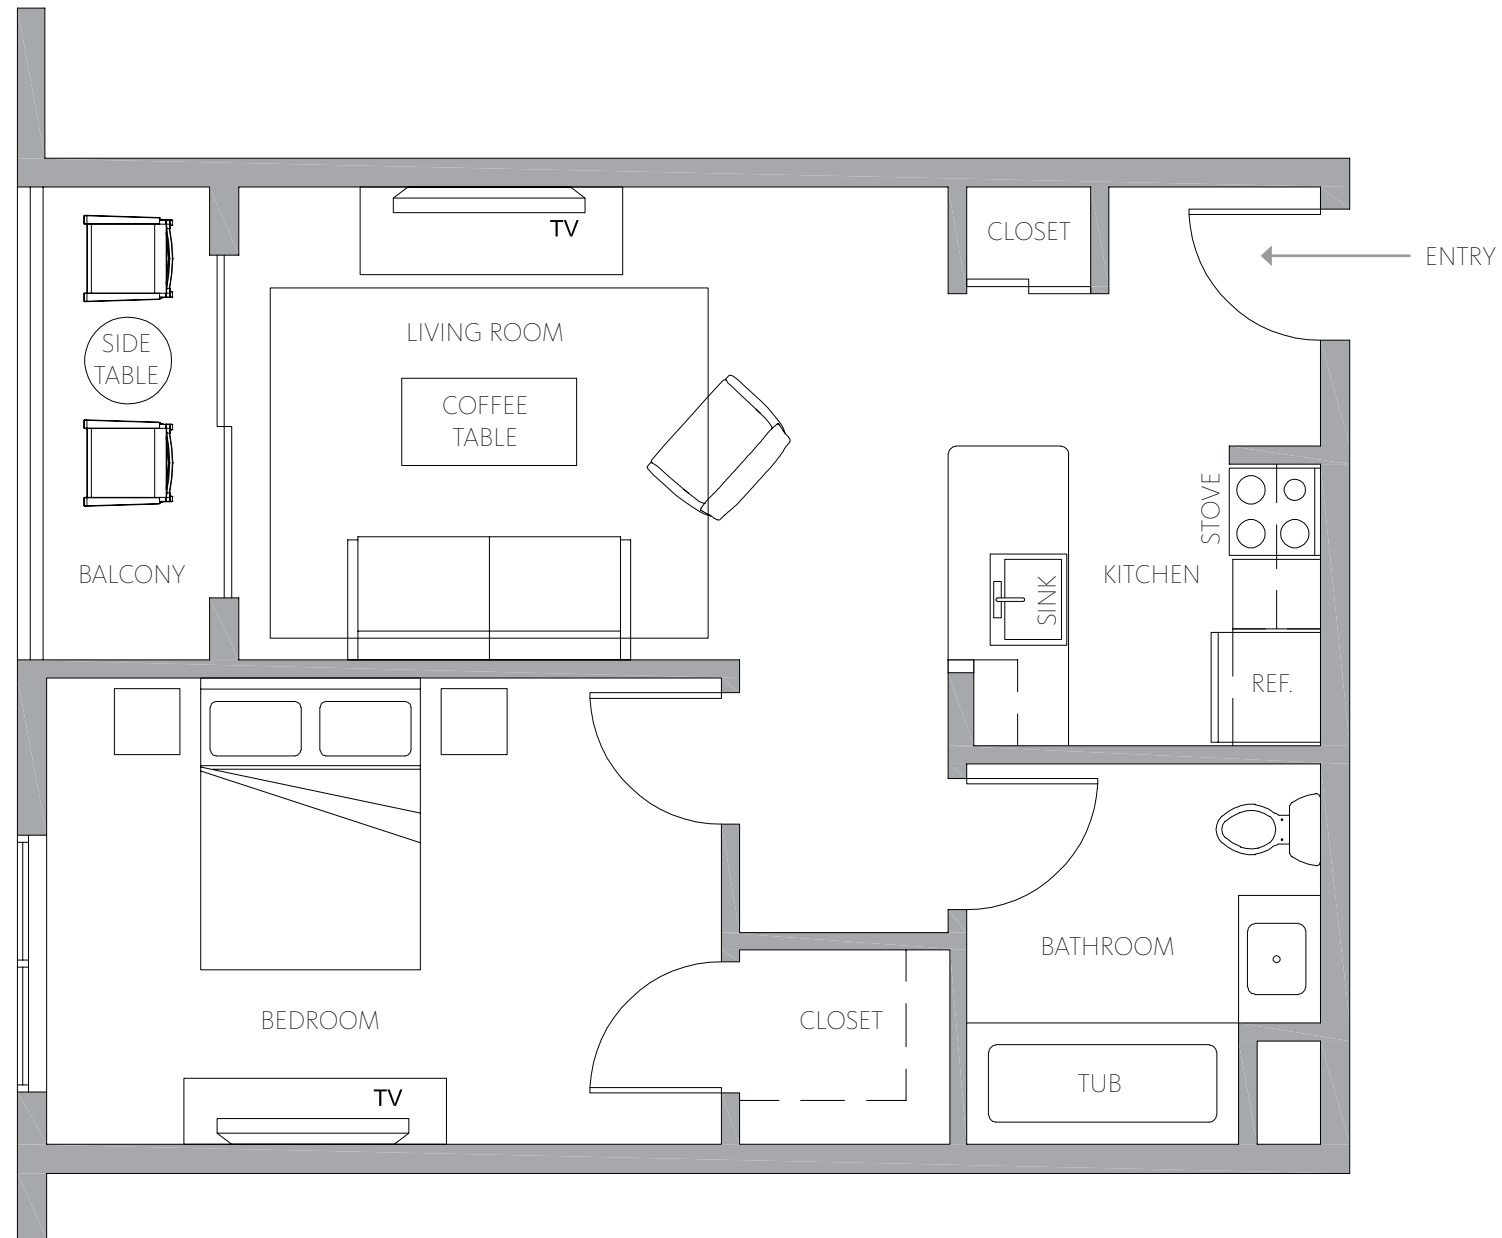 CLOSET
TV
ENTRY
SIDE
TABLE
LIVING ROOM
COFFEE
TABLE
STOVE
BALCONY
KITCHEN
SINK
REF.
BATHROOM
BEDROOM
CLOSET
TUB
TV